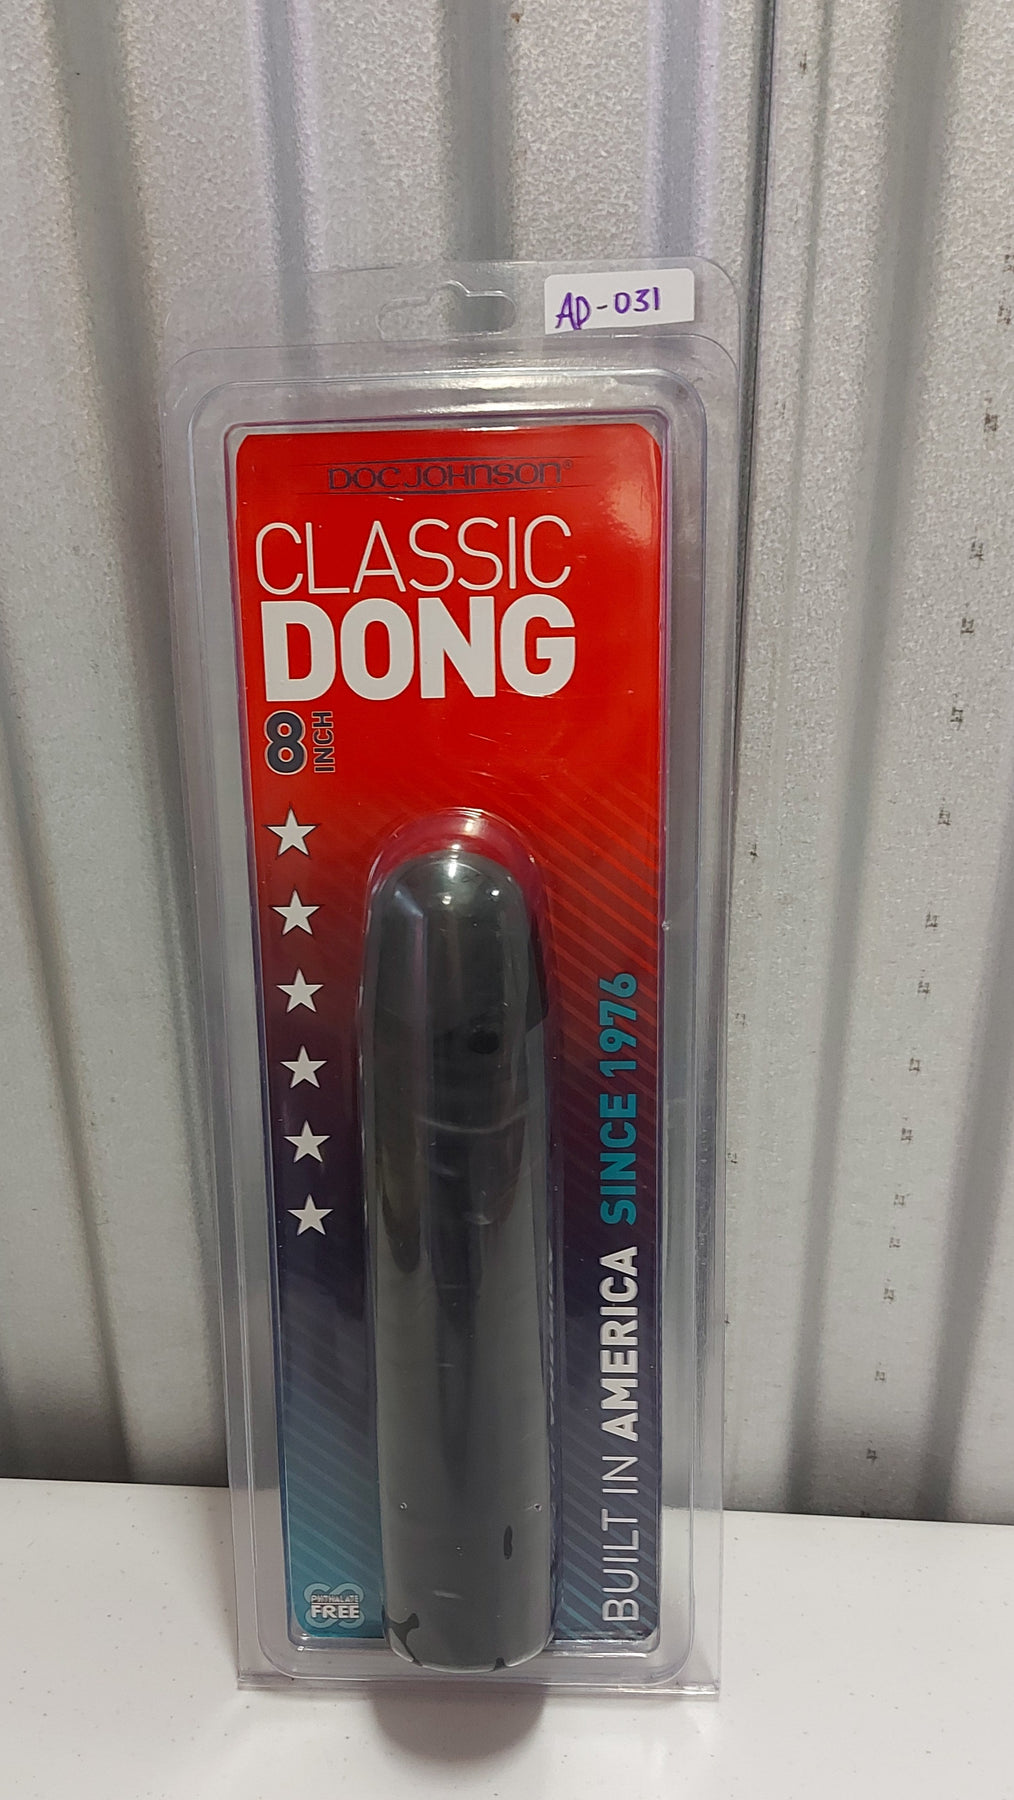 AD-031
DOC JOHNSON®
CLASSIC
DONG
8 INCH
BUILT IN AMERICA SINCE 1976
PHTHALATE
FREE